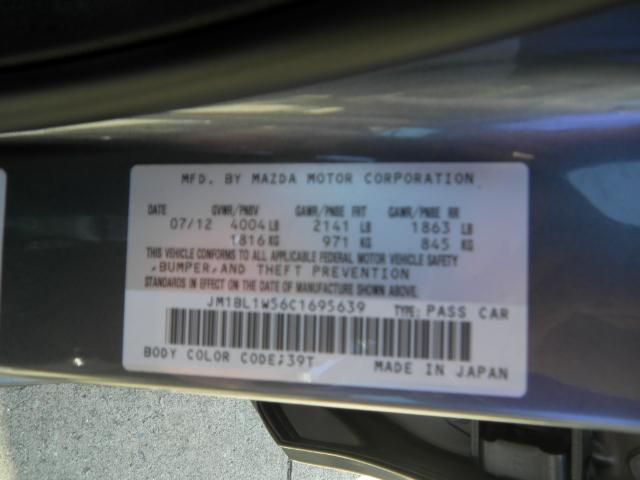 MFD. BY MAZDA MOTOR CORPORATION
DATE GVWR/PNBV GAWR/PNBE FRT GAWR/PNBE RR
07/12 4004 LB 2141 LB 1863 LB
1816 KG 971 KG 845 KG
THIS VEHICLE CONFORMS TO ALL APPLICABLE FEDERAL MOTOR VEHICLE SAFETY
,BUMPER,AND THEFT PREVENTION
STANDARDS IN EFFECT ON THE DATE OF MANUFACTURE SHOWN ABOVE.
JM1BL1W56C1695639 TYPE: PASS CAR
BODY COLOR CODE;39T MADE IN JAPAN